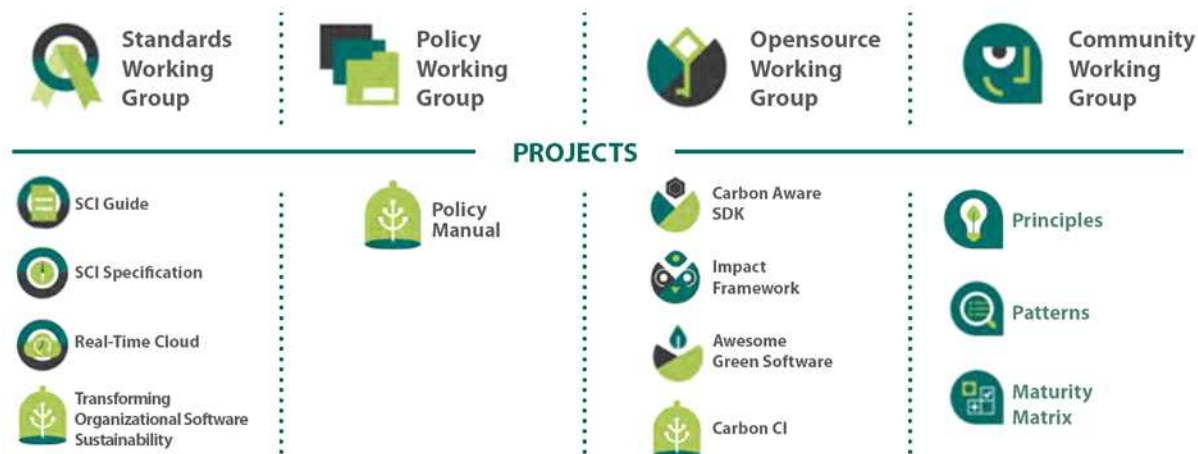 Standards
Working
Group
Policy
Working
Group
Opensource
Working
Group
Community
Working
Group
PROJECTS
SCI Guide
SCI Specification
Real-Time Cloud
Transforming
Organizational Software
Sustainability
Policy
Manual
Carbon Aware
SDK
Impact
Framework
Awesome
Green Software
Carbon CI
Principles
Patterns
Maturity
Matrix